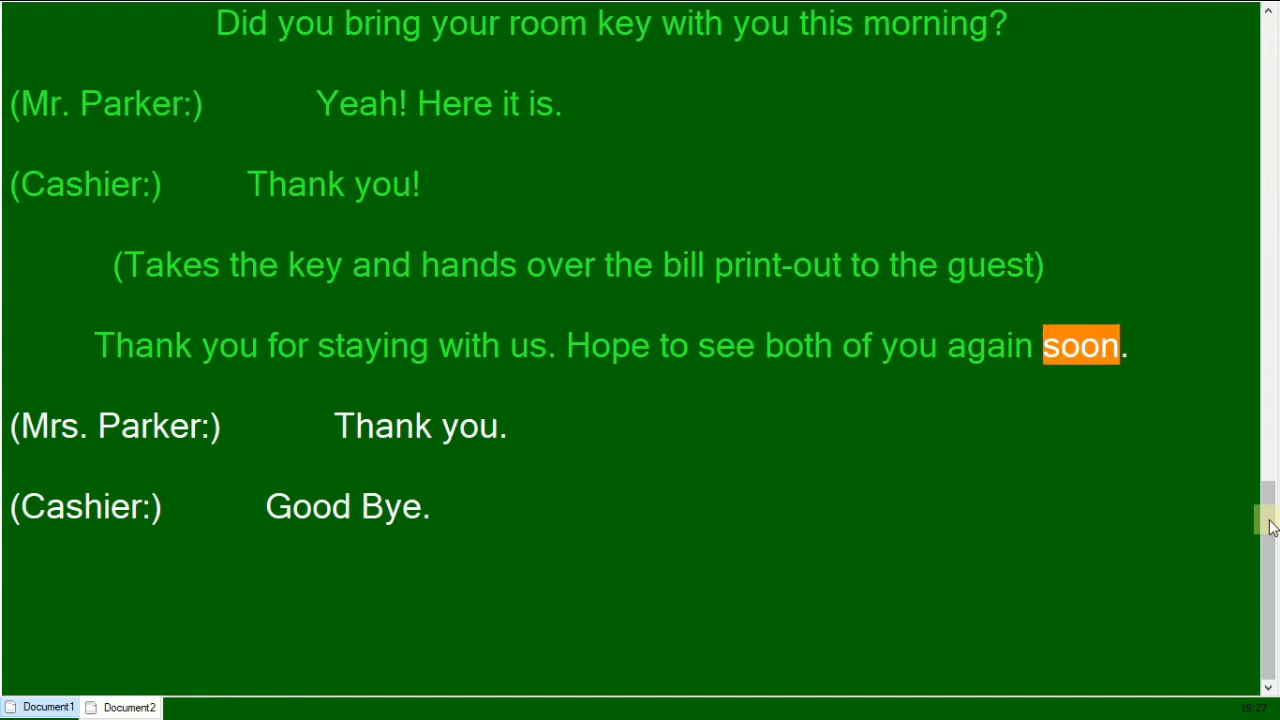 Did you bring your room key with you this morning?
(Mr. Parker:) Yeah! Here it is.
(Cashier:) Thank you!
(Takes the key and hands over the bill print-out to the guest)
Thank you for staying with us. Hope to see both of you again soon.
(Mrs. Parker:) Thank you.
(Cashier:) Good Bye.
Document1 Document2 19:27